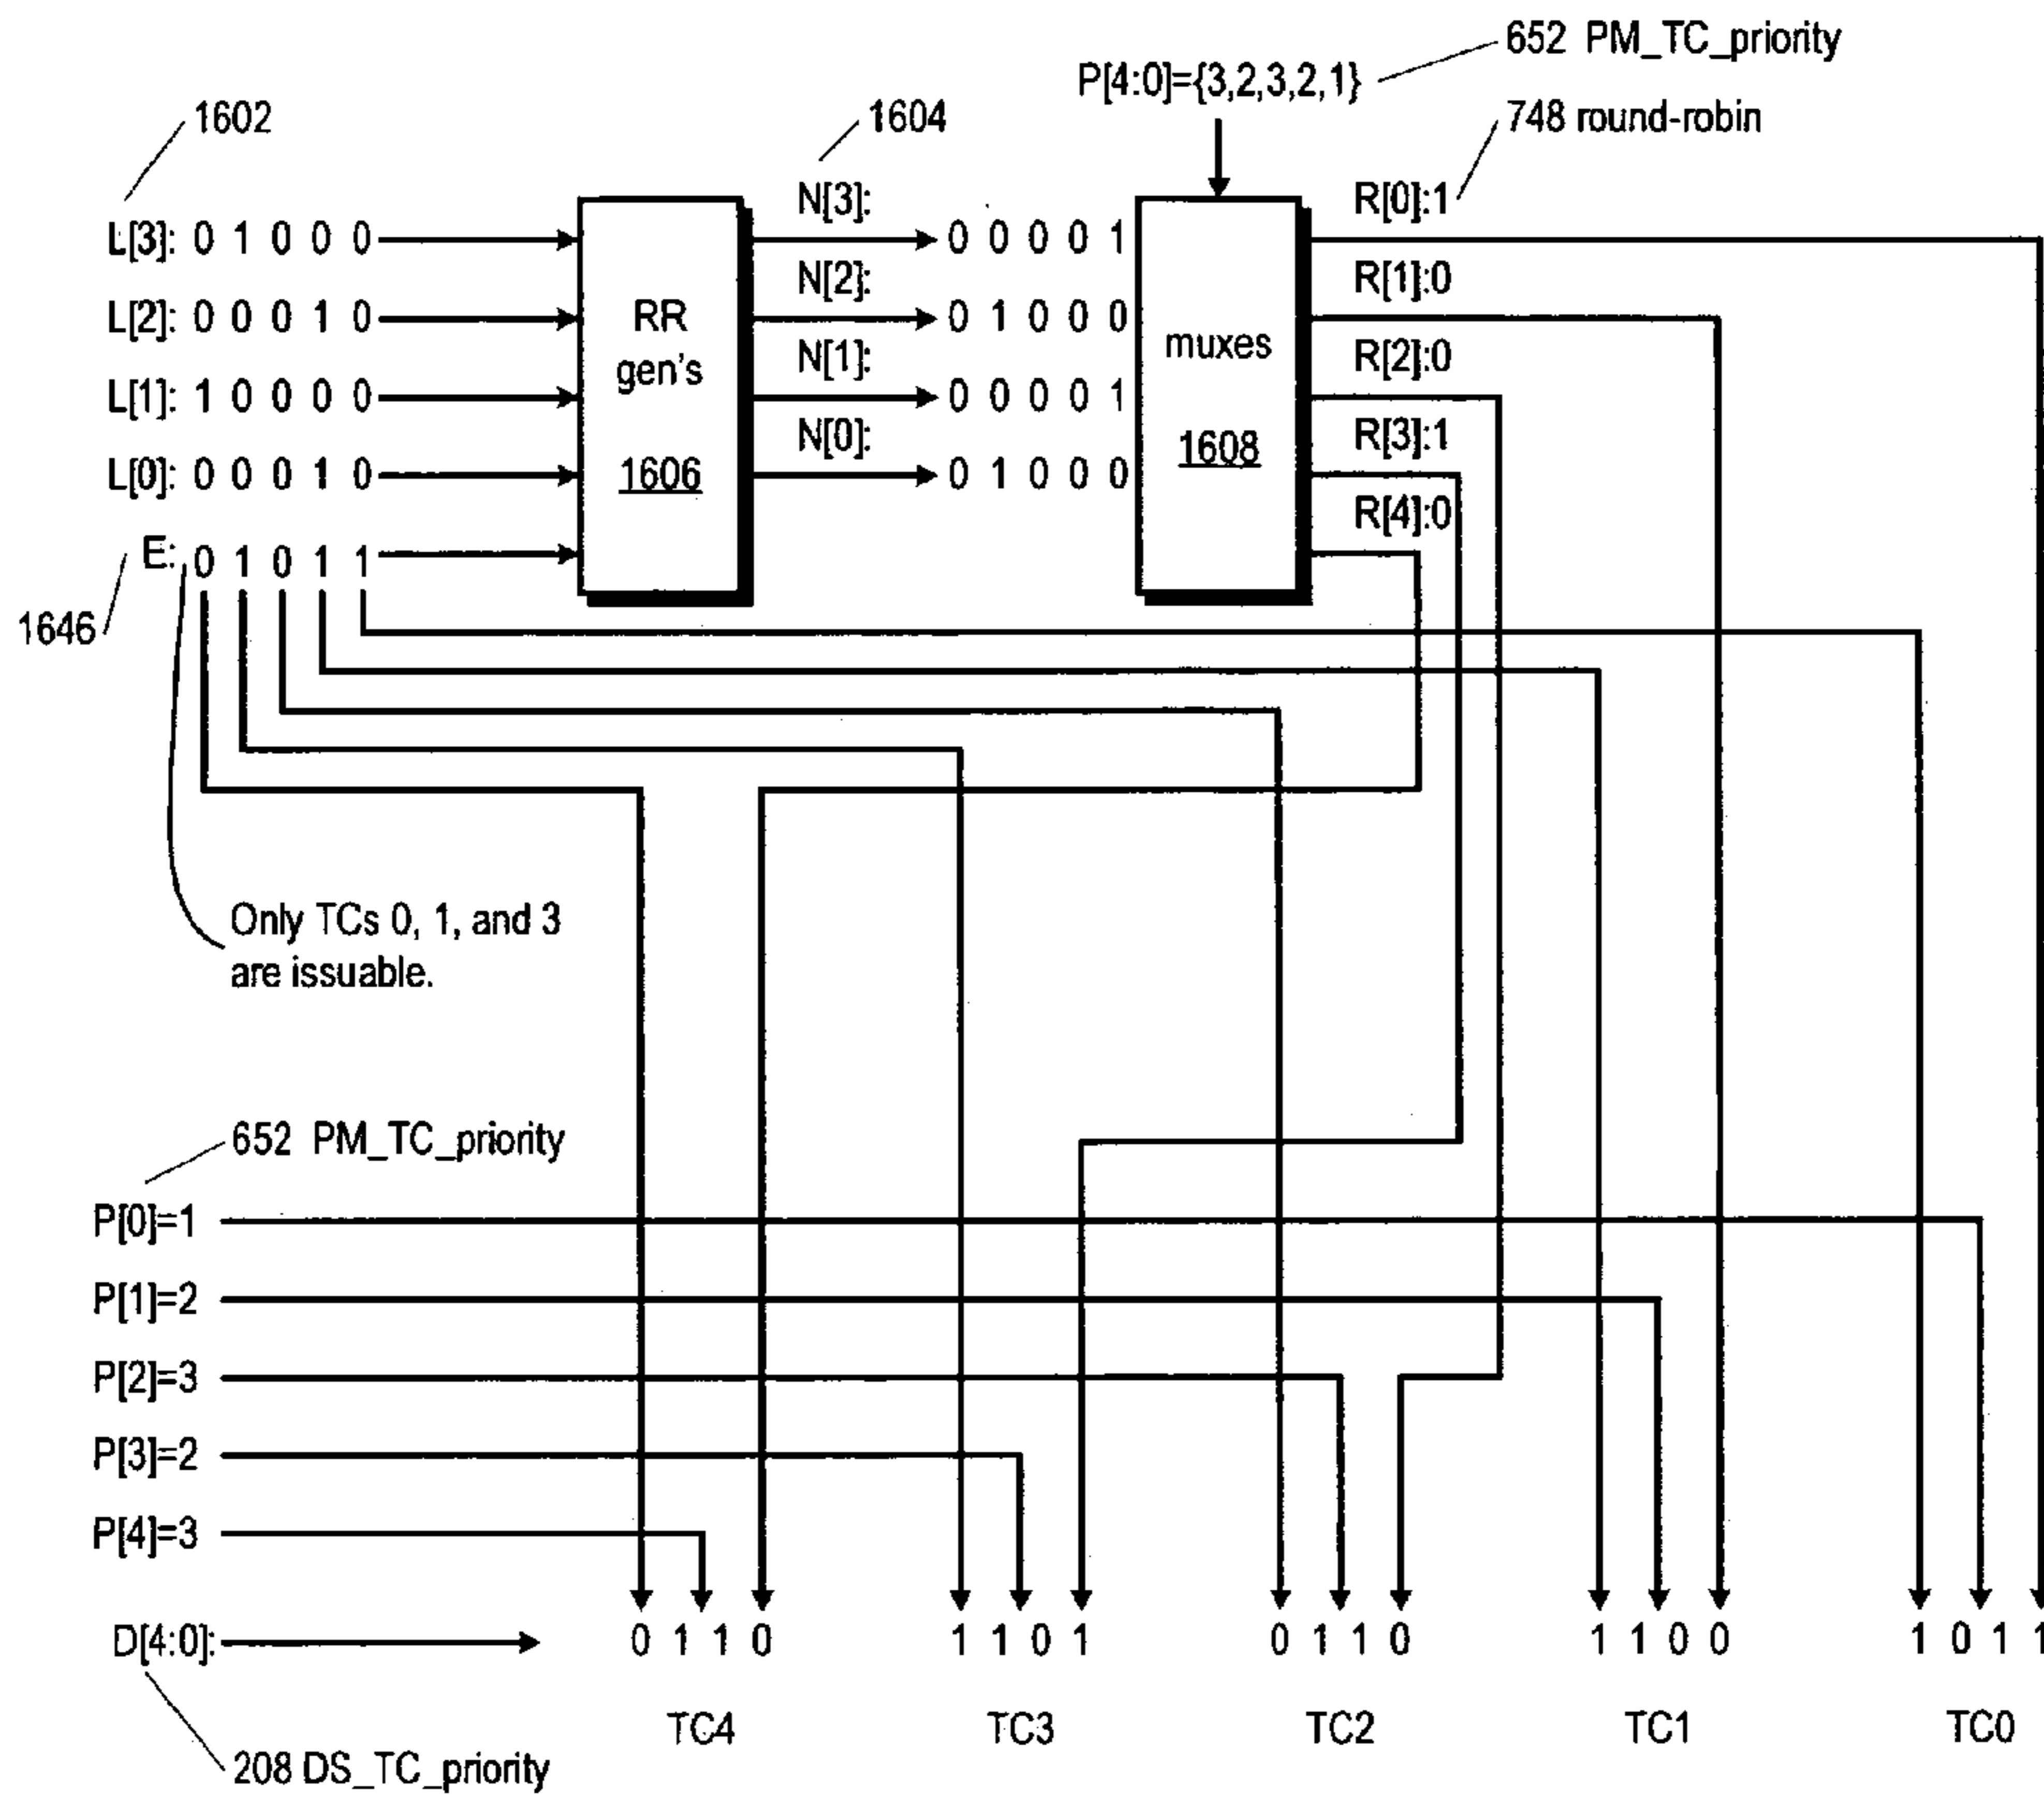 652 PM_TC_priority
P[4:0]={3,2,3,2,1}
1602
1604
748 round-robin
N[3]:
R[0]:1
L[3]: 0 1 0 0 0
0 0 0 0 1
N[2]:
R[1]:0
L[2]: 0 0 0 1 0
RR
gen's
0 1 0 0 0
muxes
N[1]:
R[2]:0
L[1]: 1 0 0 0 0
0 0 0 0 1
N[0]:
R[3]:1
L[0]: 0 0 0 1 0
1606
0 1 0 0 0
1608
R[4]:0
E: 0 1 0 1 1
1646
Only TCs 0, 1, and 3
are issuable.
652 PM_TC_priority
P[0]=1
P[1]=2
P[2]=3
P[3]=2
P[4]=3
D[4:0]: 0 1 1 0 1 1 0 1 0 1 1 0 1 1 0 0 1 0 1 1
TC4 TC3 TC2 TC1 TC0
208 DS_TC_priority